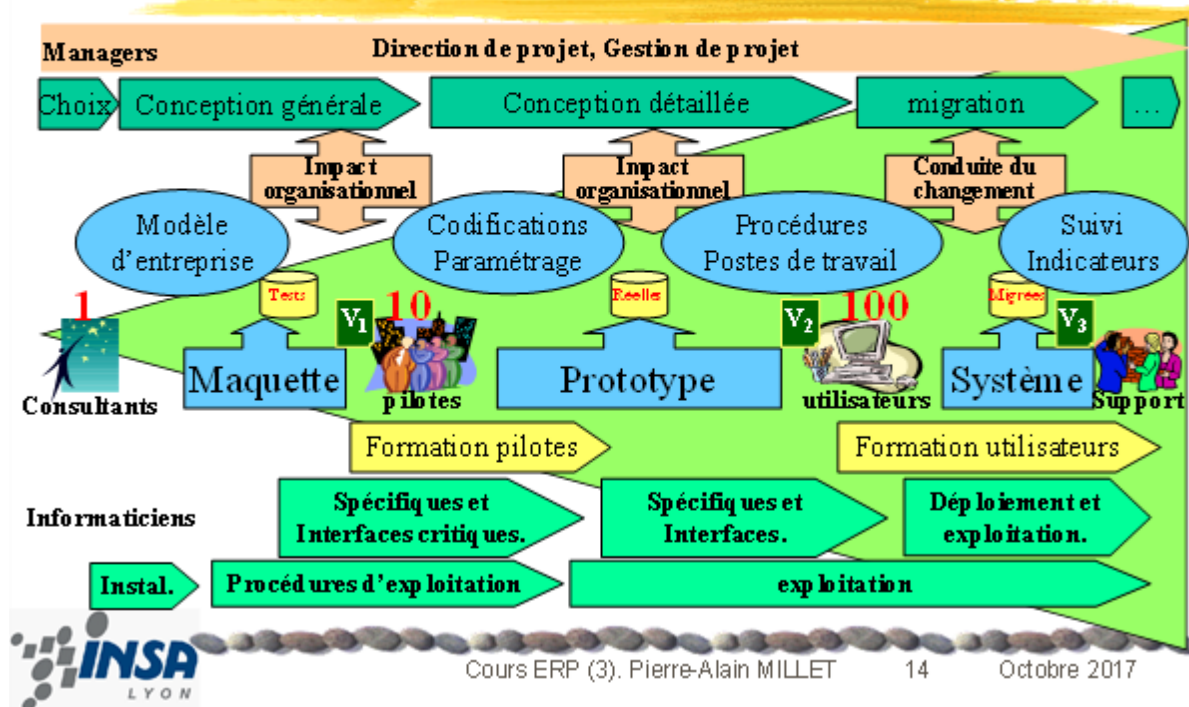 Managers
Direction de projet, Gestion de projet
Choix
Conception générale
Conception détaillée
migration
...
Impact
organisationnel
Impact
organisationnel
Conduite du
changement
Modèle
d'entreprise
Codifications
Paramétrage
Procédures
Postes de travail
Suivi
Indicateurs
1
Tests
V1
10
Réelles
V2
100
Migrées
V3
Consultants
Maquette
pilotes
Prototype
utilisateurs
Système
Support
Formation pilotes
Formation utilisateurs
Informaticiens
Spécifiques et
Interfaces critiques.
Spécifiques et
Interfaces.
Déploiement et
exploitation.
Instal.
Procédures d'exploitation
exploitation
INSA
LYON
Cours ERP (3). Pierre-Alain MILLET
14
Octobre 2017